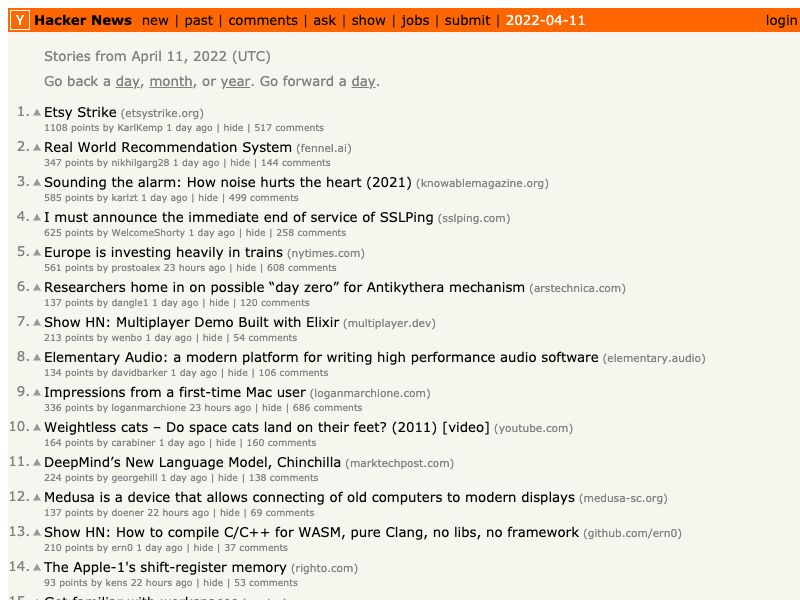 Y Hacker News new | past | comments | ask | show | jobs | submit | 2022-04-11 login
Stories from April 11, 2022 (UTC)
Go back a day, month, or year. Go forward a day.
1. Etsy Strike (etsystrike.org)
1108 points by KarlKemp 1 day ago | hide | 517 comments
2. Real World Recommendation System (fennel.ai)
347 points by nikhilgarg28 1 day ago | hide | 144 comments
3. Sounding the alarm: How noise hurts the heart (2021) (knowablemagazine.org)
585 points by karlzt 1 day ago | hide | 499 comments
4. I must announce the immediate end of service of SSLPing (sslping.com)
625 points by WelcomeShorty 1 day ago | hide | 258 comments
5. Europe is investing heavily in trains (nytimes.com)
561 points by prostoalex 23 hours ago | hide | 608 comments
6. Researchers home in on possible “day zero” for Antikythera mechanism (arstechnica.com)
137 points by dangle1 1 day ago | hide | 120 comments
7. Show HN: Multiplayer Demo Built with Elixir (multiplayer.dev)
213 points by wenbo 1 day ago | hide | 54 comments
8. Elementary Audio: a modern platform for writing high performance audio software (elementary.audio)
134 points by davidbarker 1 day ago | hide | 106 comments
9. Impressions from a first-time Mac user (loganmarchione.com)
336 points by loganmarchione 23 hours ago | hide | 686 comments
10. Weightless cats – Do space cats land on their feet? (2011) [video] (youtube.com)
164 points by carabiner 1 day ago | hide | 160 comments
11. DeepMind’s New Language Model, Chinchilla (marktechpost.com)
224 points by georgehill 1 day ago | hide | 138 comments
12. Medusa is a device that allows connecting of old computers to modern displays (medusa-sc.org)
137 points by doener 22 hours ago | hide | 69 comments
13. Show HN: How to compile C/C++ for WASM, pure Clang, no libs, no framework (github.com/ern0)
210 points by ern0 1 day ago | hide | 37 comments
14. The Apple-1's shift-register memory (righto.com)
93 points by kens 22 hours ago | hide | 53 comments
15. Get familiar with workspaces